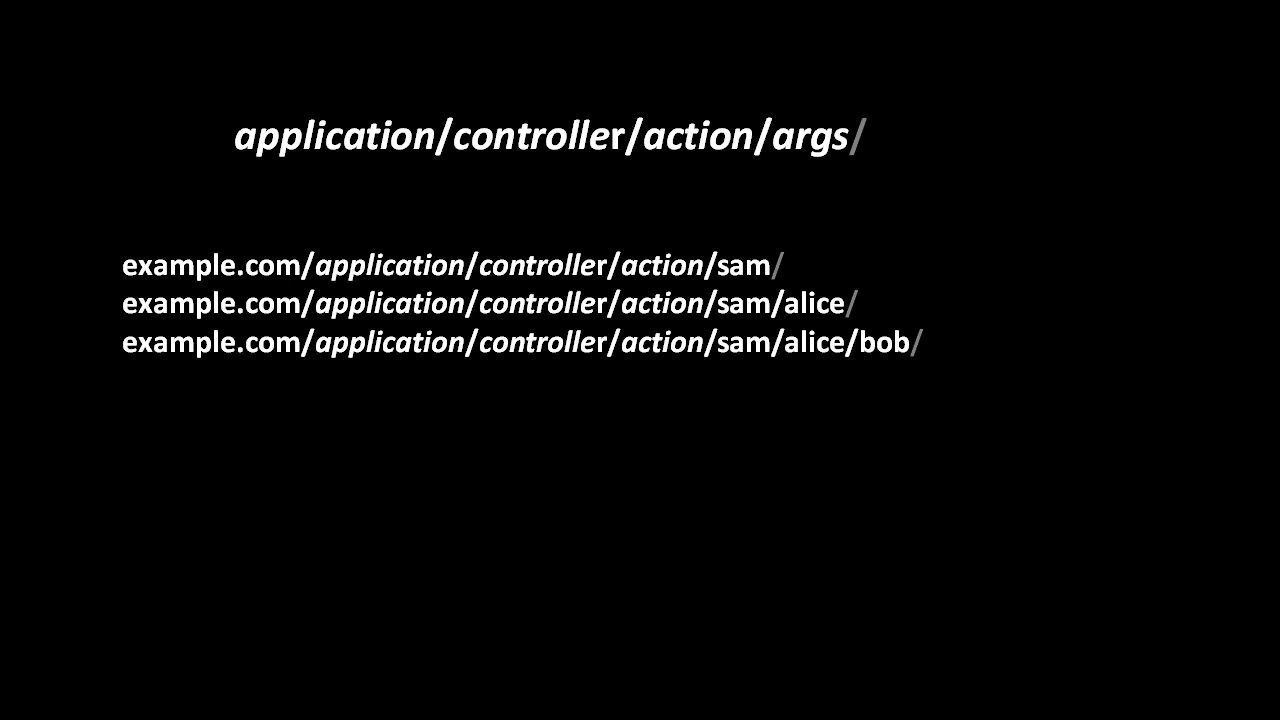 application/controller/action/args/
example.com/application/controller/action/sam/
example.com/application/controller/action/sam/alice/
example.com/application/controller/action/sam/alice/bob/